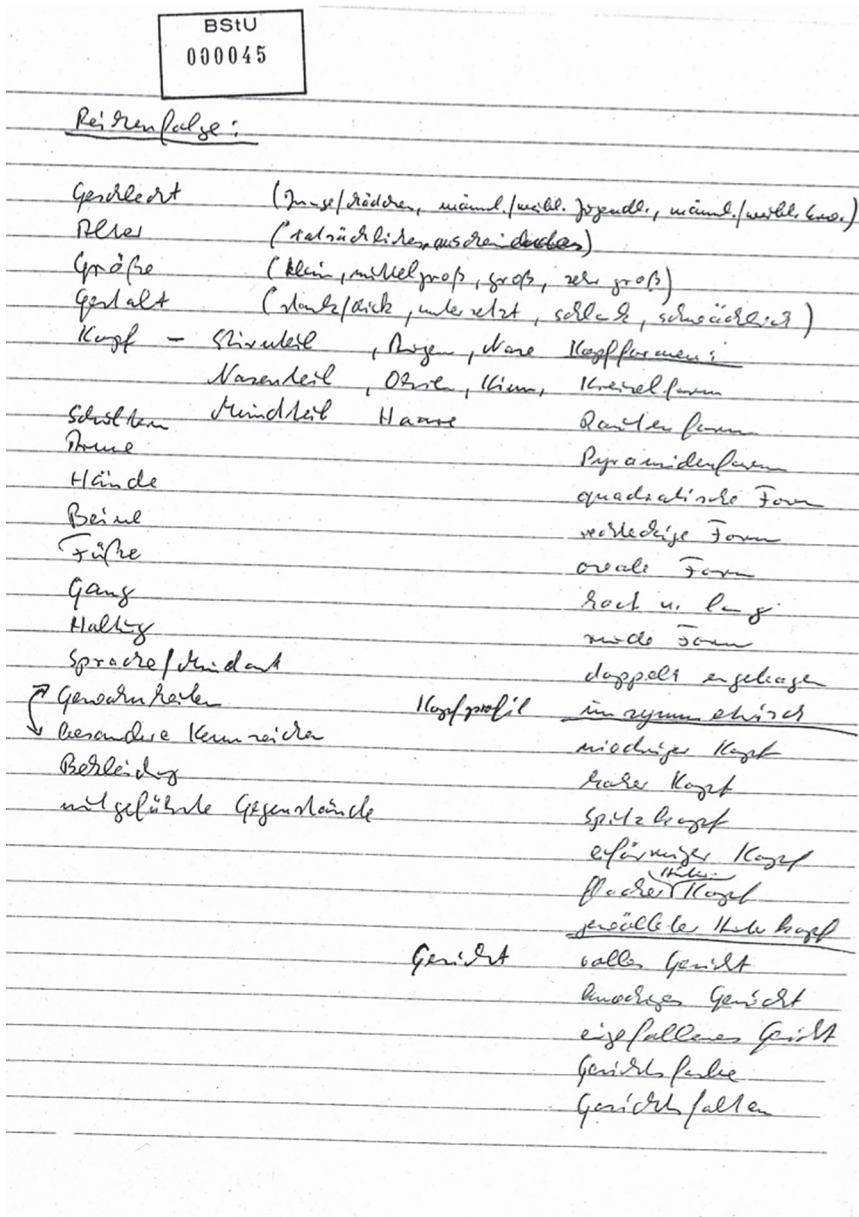 BStU
000045
Reihenfolge:
Geschlecht (Junge/Mädchen, männl./weibl. Jugendl., männl./weibl. Erw.)
Alter (tatsächliches, anscheinendes)
Größe (klein, mittelgroß, groß, sehr groß)
Gestalt (stark/dick, untersetzt, schlank, schwächlich)
Kopf – Stirnteil, Augen, Nase Kopfformen:
Nasenteil, Ohren, Kinn, Kreiselform
Schultern Mundteil Haare Rautenform
Arme Pyramidenform
Hände quadratische Form
Beine rechteckige Form
Füße ovale Form
Gang hoch u. lang
Haltung runde Form
Sprache/Mundart doppelt eingebogen
Gewohnheiten Kopfprofil unsymmetrisch
besondere Kennzeichen niedriger Kopf
Bekleidung hoher Kopf
mitgeführte Gegenstände Spitzkopf
eiförmiger Kopf
flacher Hinter Kopf
gewölbter Hinterkopf
Gesicht volles Gesicht
knochiges Gesicht
eingefallenes Gesicht
Gesichtsfarbe
Gesichtsfalten